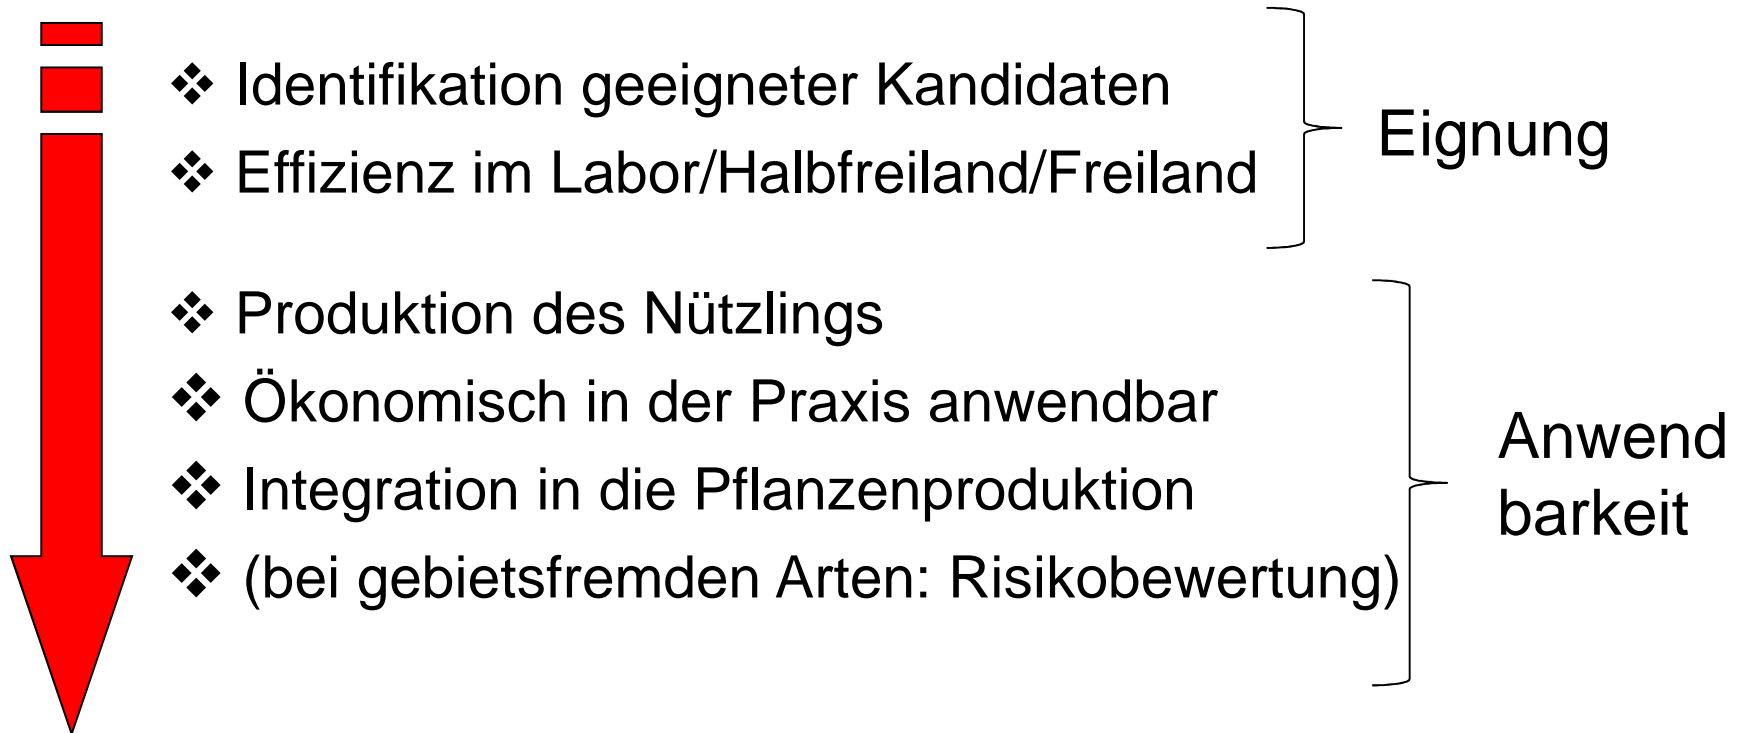 ❖ Identifikation geeigneter Kandidaten
❖ Effizienz im Labor/Halbfreiland/Freiland
Eignung
❖ Produktion des Nützlings
❖ Ökonomisch in der Praxis anwendbar
❖ Integration in die Pflanzenproduktion
❖ (bei gebietsfremden Arten: Risikobewertung)
Anwend
barkeit